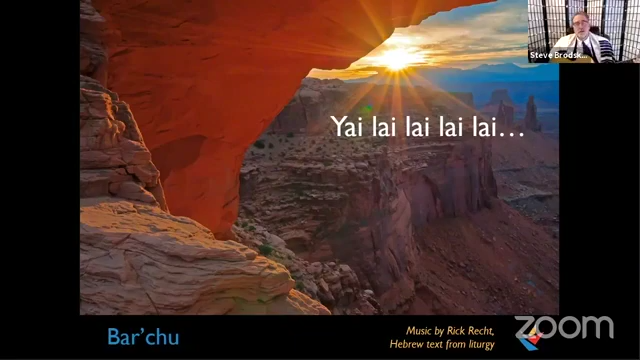 Steve Brodsk...
Yai lai lai lai lai...
Bar'chu
Music by Rick Recht,
Hebrew text from liturgy
zoom